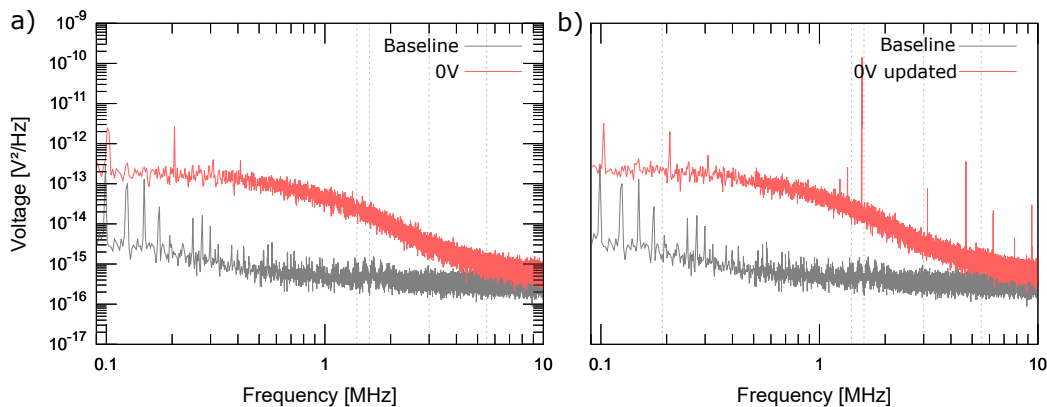 a)
Voltage [V²/Hz]
10⁻⁹
10⁻¹⁰
10⁻¹¹
10⁻¹²
10⁻¹³
10⁻¹⁴
10⁻¹⁵
10⁻¹⁶
10⁻¹⁷
Baseline
0V
0.1 1 10
Frequency [MHz]
b)
Baseline
0V updated
0.1 1 10
Frequency [MHz]